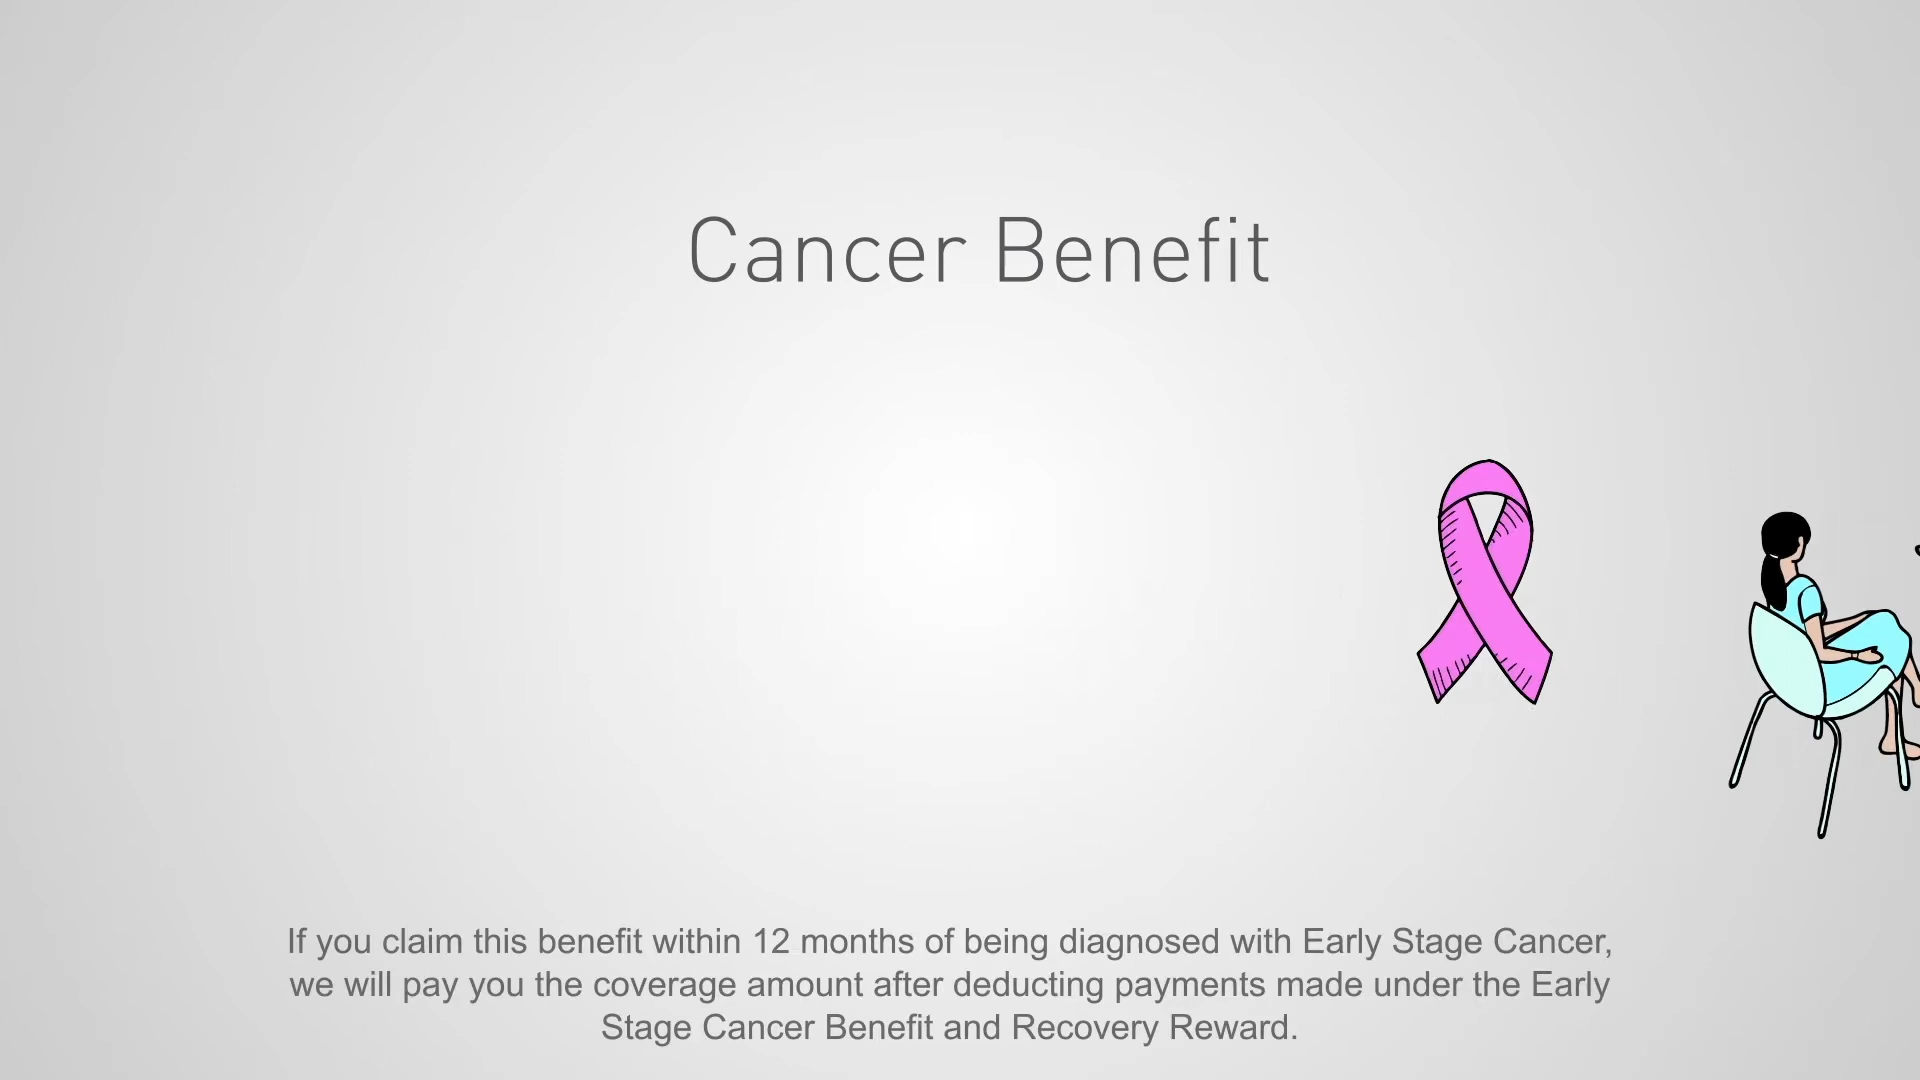 Cancer Benefit
If you claim this benefit within 12 months of being diagnosed with Early Stage Cancer,
we will pay you the coverage amount after deducting payments made under the Early
Stage Cancer Benefit and Recovery Reward.